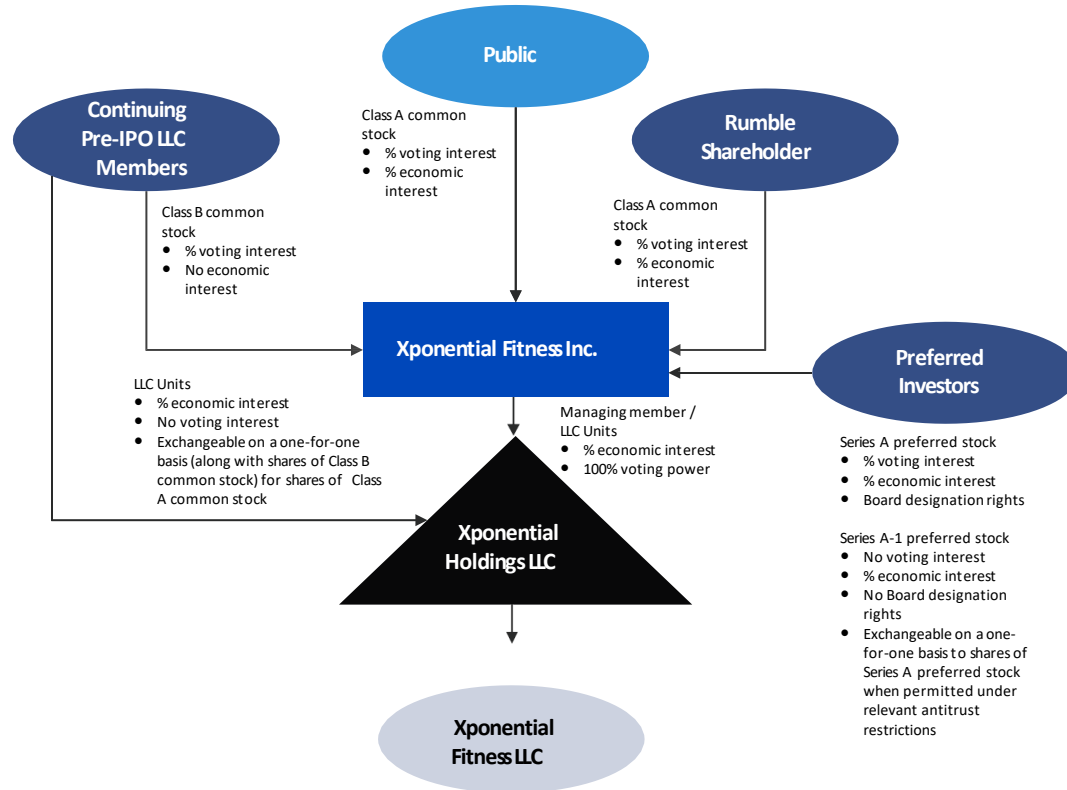 Public
Continuing
Pre-IPO LLC
Members
Rumble
Shareholder
Class A common
stock
● % voting interest
● % economic
interest
Class B common
stock
● % voting interest
● No economic
interest
Class A common
stock
● % voting interest
● % economic
interest
Xponential Fitness Inc.
Preferred
Investors
LLC Units
● % economic interest
● No voting interest
● Exchangeable on a one-for-one
basis (along with shares of Class B
common stock) for shares of Class
A common stock
Managing member /
LLC Units
● % economic interest
● 100% voting power
Series A preferred stock
● % voting interest
● % economic interest
● Board designation rights
Series A-1 preferred stock
● No voting interest
● % economic interest
● No Board designation
rights
● Exchangeable on a one-
for-one basis to shares of
Series A preferred stock
when permitted under
relevant antitrust
restrictions
Xponential
Holdings LLC
Xponential
Fitness LLC